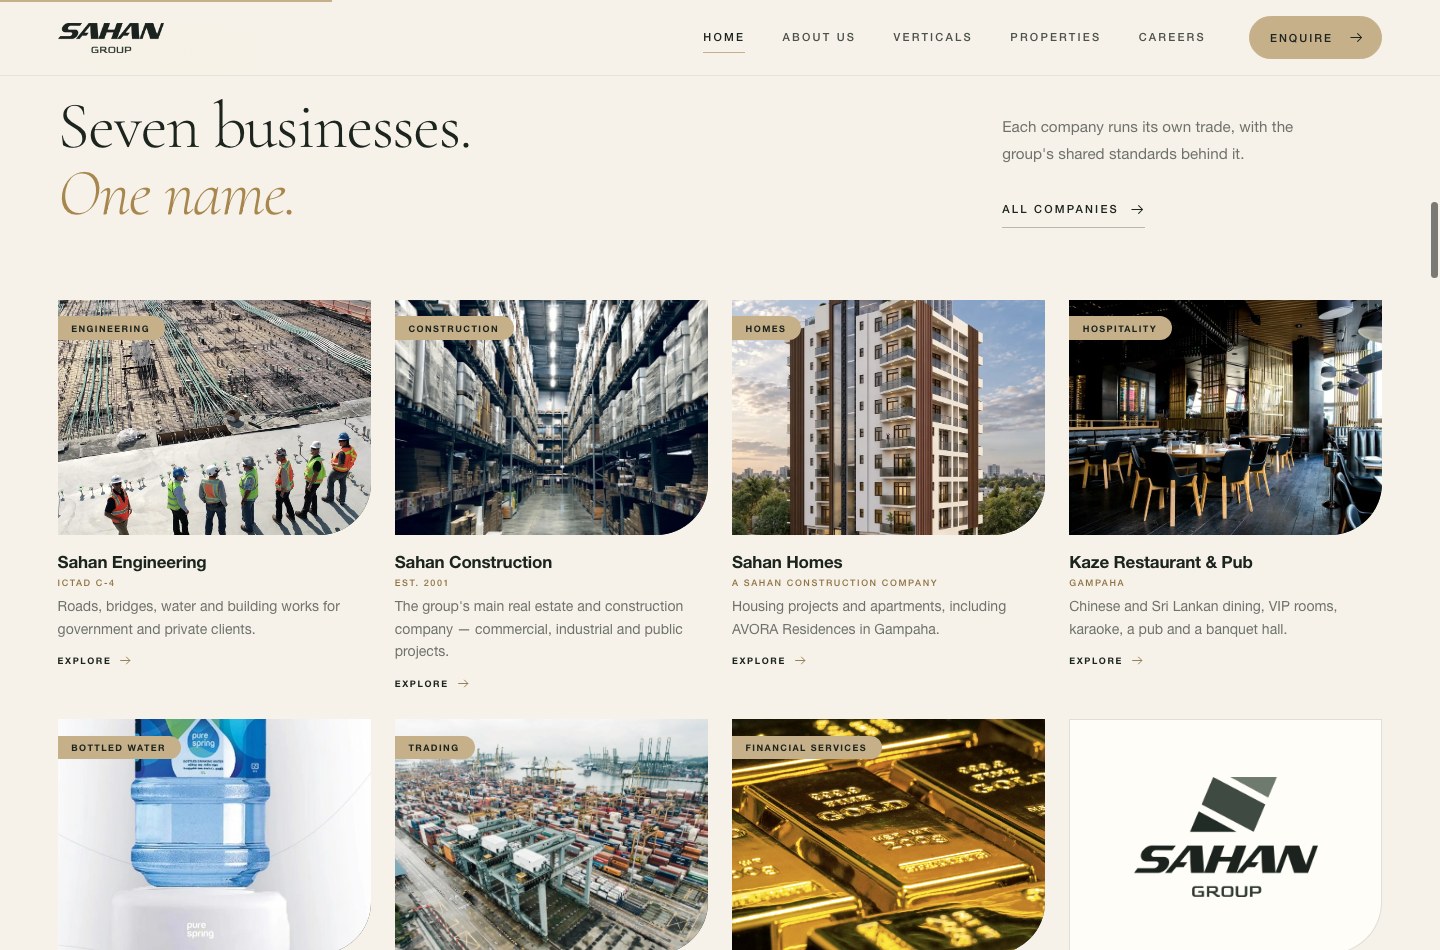 SAHAN
GROUP
HOME
ABOUT US
VERTICALS
PROPERTIES
CAREERS
ENQUIRE
Seven businesses.
One name.
Each company runs its own trade, with the
group's shared standards behind it.
ALL COMPANIES
ENGINEERING
CONSTRUCTION
HOMES
HOSPITALITY
Sahan Engineering
ICTAD C-4
Roads, bridges, water and building works for
government and private clients.
EXPLORE
Sahan Construction
EST. 2001
The group's main real estate and construction
company — commercial, industrial and public
projects.
EXPLORE
Sahan Homes
A SAHAN CONSTRUCTION COMPANY
Housing projects and apartments, including
AVORA Residences in Gampaha.
EXPLORE
Kaze Restaurant & Pub
GAMPAHA
Chinese and Sri Lankan dining, VIP rooms,
karaoke, a pub and a banquet hall.
EXPLORE
BOTTLED WATER
pure
spring
pure
spring
TRADING
FINANCIAL SERVICES
FINE
GOLD
SAHAN
GROUP